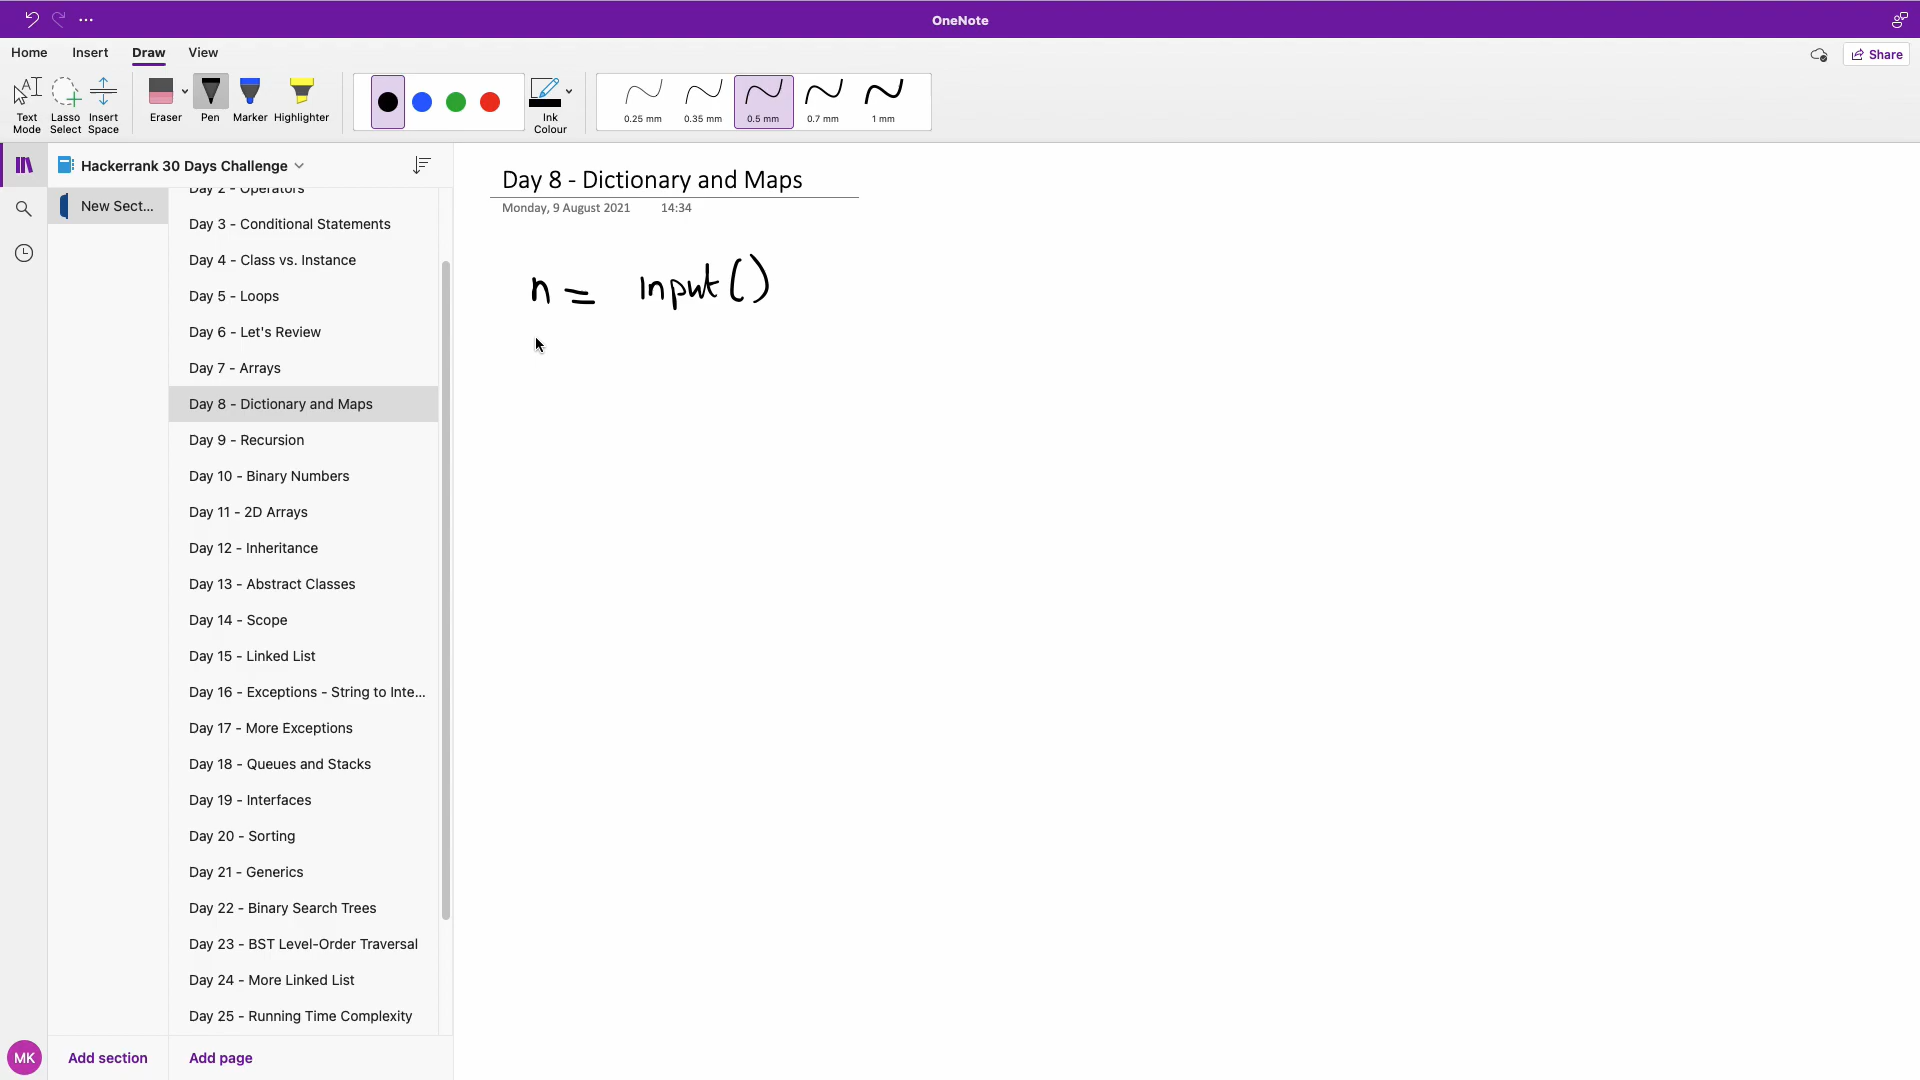 OneNote
Home Insert Draw View
Share
Text Mode
Lasso Select
Insert Space
Eraser
Pen
Marker
Highlighter
Ink Colour
0.25 mm
0.35 mm
0.5 mm
0.7 mm
1 mm
Hackerrank 30 Days Challenge
New Sect...
Day 2 - Operators
Day 3 - Conditional Statements
Day 4 - Class vs. Instance
Day 5 - Loops
Day 6 - Let's Review
Day 7 - Arrays
Day 8 - Dictionary and Maps
Day 9 - Recursion
Day 10 - Binary Numbers
Day 11 - 2D Arrays
Day 12 - Inheritance
Day 13 - Abstract Classes
Day 14 - Scope
Day 15 - Linked List
Day 16 - Exceptions - String to Inte...
Day 17 - More Exceptions
Day 18 - Queues and Stacks
Day 19 - Interfaces
Day 20 - Sorting
Day 21 - Generics
Day 22 - Binary Search Trees
Day 23 - BST Level-Order Traversal
Day 24 - More Linked List
Day 25 - Running Time Complexity
MK
Add section
Add page
Day 8 - Dictionary and Maps
Monday, 9 August 2021 14:34
n = input()